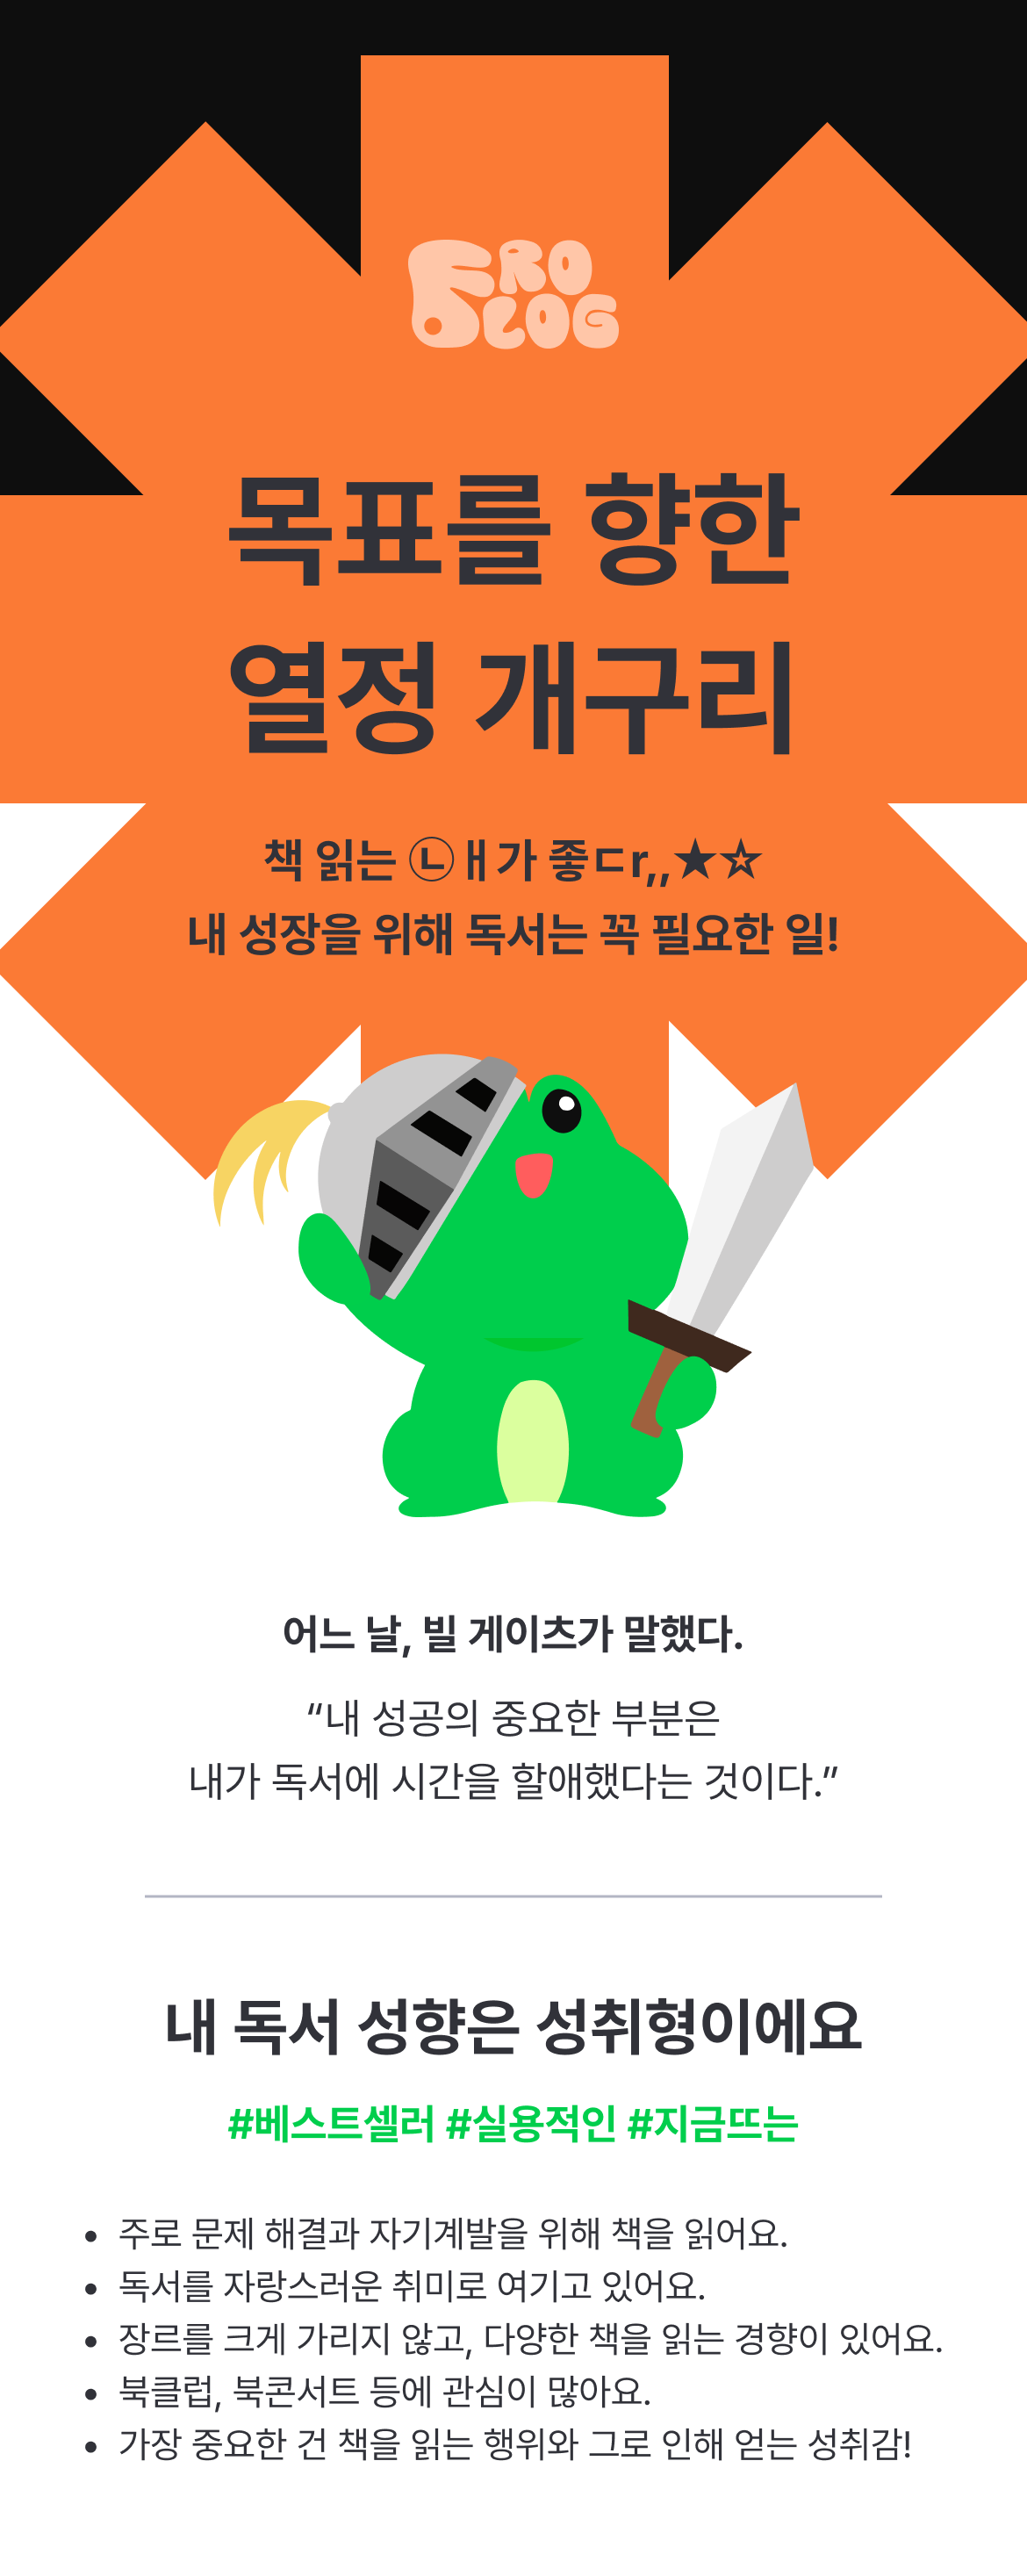 FRO
LOG
목표를 향한
열정 개구리
책 읽는 ㉡ㅐ가 좋ㄷr,,★☆
내 성장을 위해 독서는 꼭 필요한 일!
어느 날, 빌 게이츠가 말했다.
“내 성공의 중요한 부분은
내가 독서에 시간을 할애했다는 것이다.”
내 독서 성향은 성취형이에요
#베스트셀러 #실용적인 #지금뜨는
• 주로 문제 해결과 자기계발을 위해 책을 읽어요.
• 독서를 자랑스러운 취미로 여기고 있어요.
• 장르를 크게 가리지 않고, 다양한 책을 읽는 경향이 있어요.
• 북클럽, 북콘서트 등에 관심이 많아요.
• 가장 중요한 건 책을 읽는 행위와 그로 인해 얻는 성취감!